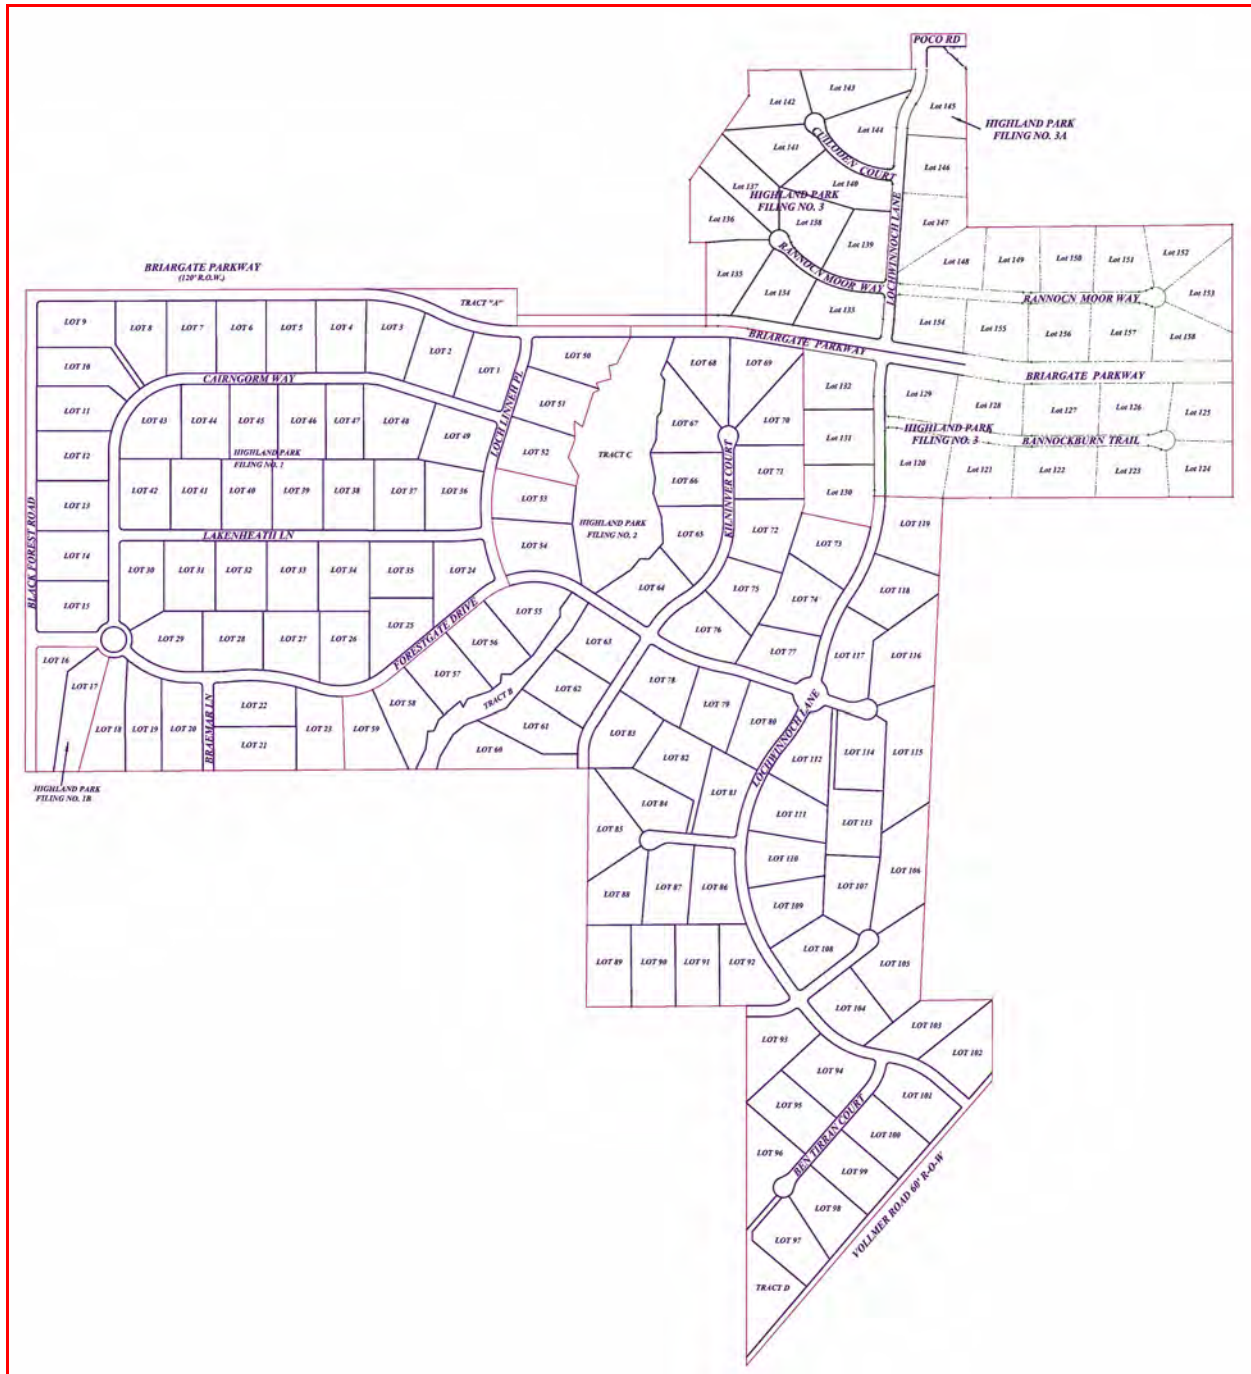 POCO RD
Lot 143
Lot 142
Lot 145
Lot 144
HIGHLAND PARK
FILING NO. 3A
CUILODEN COURT
Lot 141
Lot 146
Lot 140
Lot 137
HIGHLAND PARK
FILING NO. 3
Lot 136
Lot 138
Lot 139
Lot 147
LOCHWINNOCH LANE
RANNOCN MOOR WAY
Lot 135
Lot 134
Lot 133
Lot 148
Lot 149
Lot 150
Lot 151
Lot 152
Lot 153
RANNOCN MOOR WAY
Lot 154
Lot 155
Lot 156
Lot 157
Lot 158
BRIARGATE PARKWAY
(120' R.O.W.)
TRACT "A"
BRIARGATE PARKWAY
BRIARGATE PARKWAY
LOT 9
LOT 8
LOT 7
LOT 6
LOT 5
LOT 4
LOT 3
LOT 2
LOT 1
LOT 50
LOT 68
LOT 69
LOT 10
CAIRNGORM WAY
LOT 51
LOCH LINNEH PL
Lot 132
Lot 129
Lot 128
Lot 127
Lot 126
Lot 125
LOT 11
LOT 43
LOT 44
LOT 45
LOT 46
LOT 47
LOT 48
LOT 49
LOT 67
LOT 70
HIGHLAND PARK
FILING NO. 3
BANNOCKBURN TRAIL
Lot 131
LOT 12
HIGHLAND PARK
FILING NO. 1
LOT 52
TRACT C
Lot 120
Lot 121
Lot 122
Lot 123
Lot 124
LOT 71
LOT 66
KILNINVER COURT
LOT 13
LOT 42
LOT 41
LOT 40
LOT 39
LOT 38
LOT 37
LOT 36
LOT 53
Lot 130
BLACK FOREST ROAD
LAKENHEATH LN
HIGHLAND PARK
FILING NO. 2
LOT 65
LOT 72
LOT 73
LOT 119
LOT 14
LOT 30
LOT 31
LOT 32
LOT 33
LOT 34
LOT 35
LOT 24
LOT 54
LOT 64
LOT 75
LOT 74
LOT 118
LOT 15
LOT 29
LOT 28
LOT 27
LOT 26
LOT 25
FORESTGATE DRIVE
LOT 55
LOT 56
LOT 63
LOT 76
LOT 77
LOT 117
LOT 116
LOT 16
LOT 17
LOT 57
LOT 62
LOT 78
LOT 79
LOT 80
LOCHWINNOCH LANE
LOT 18
LOT 19
LOT 20
BRAEMAR LN
LOT 22
LOT 21
LOT 23
LOT 59
LOT 58
TRACT B
LOT 61
LOT 60
LOT 83
LOT 82
LOT 81
LOT 112
LOT 114
LOT 115
HIGHLAND PARK
FILING NO. 1B
LOT 84
LOT 85
LOT 111
LOT 113
LOT 110
LOT 88
LOT 87
LOT 86
LOT 107
LOT 106
LOT 109
LOT 108
LOT 89
LOT 90
LOT 91
LOT 92
LOT 105
LOT 104
LOT 103
LOT 102
LOT 93
LOT 94
LOT 101
LOT 95
LOT 100
BEN TIRRAN COURT
LOT 96
LOT 99
LOT 98
LOT 97
VOLLMER ROAD 60' R-O-W
TRACT D